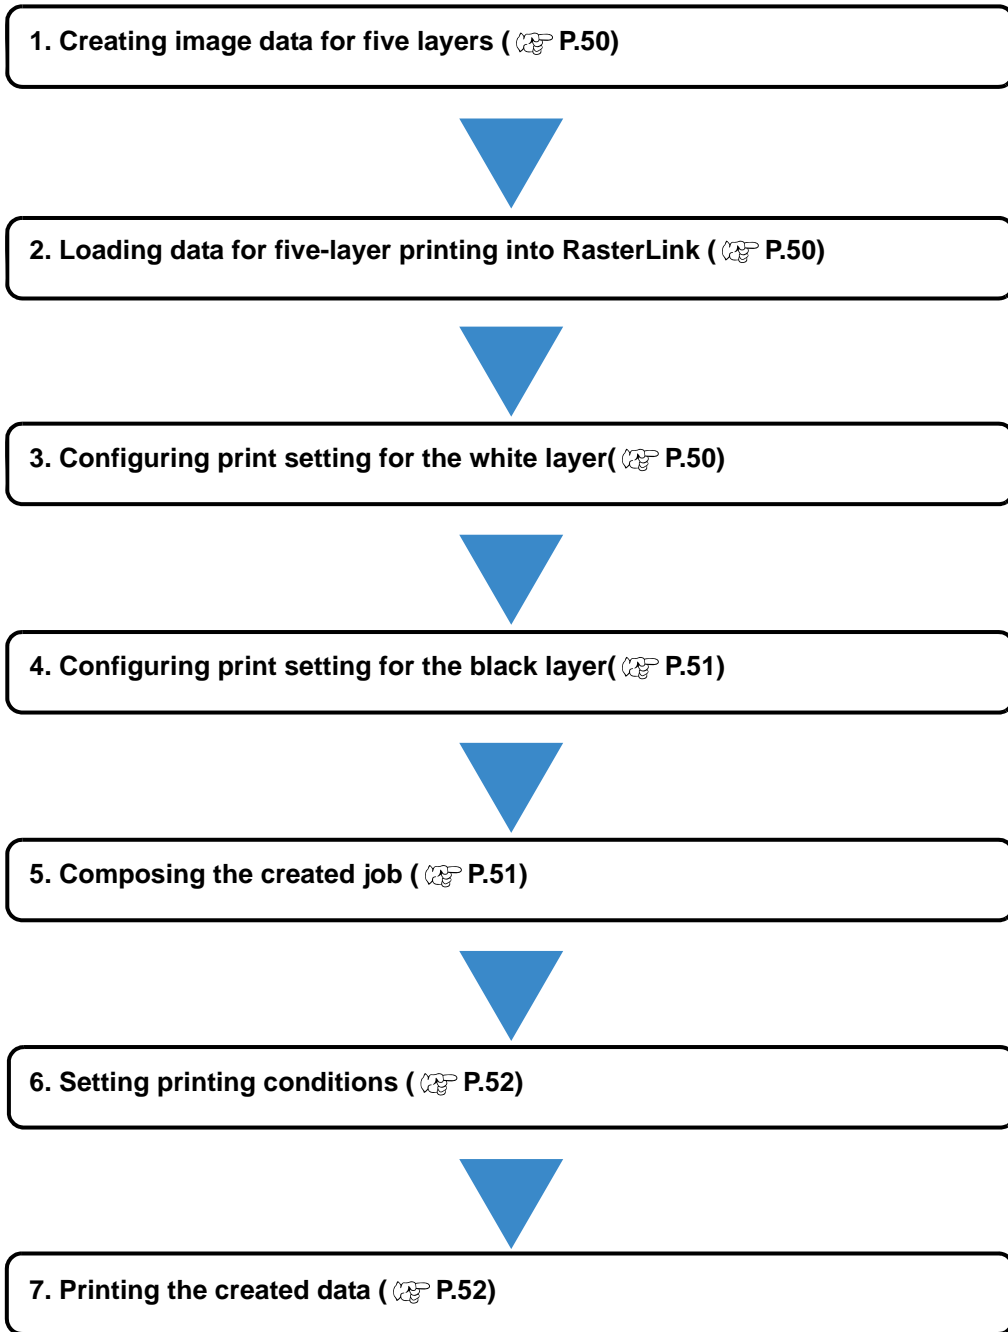 1. Creating image data for five layers ( ☞ P.50)
2. Loading data for five-layer printing into RasterLink ( ☞ P.50)
3. Configuring print setting for the white layer( ☞ P.50)
4. Configuring print setting for the black layer( ☞ P.51)
5. Composing the created job ( ☞ P.51)
6. Setting printing conditions ( ☞ P.52)
7. Printing the created data ( ☞ P.52)